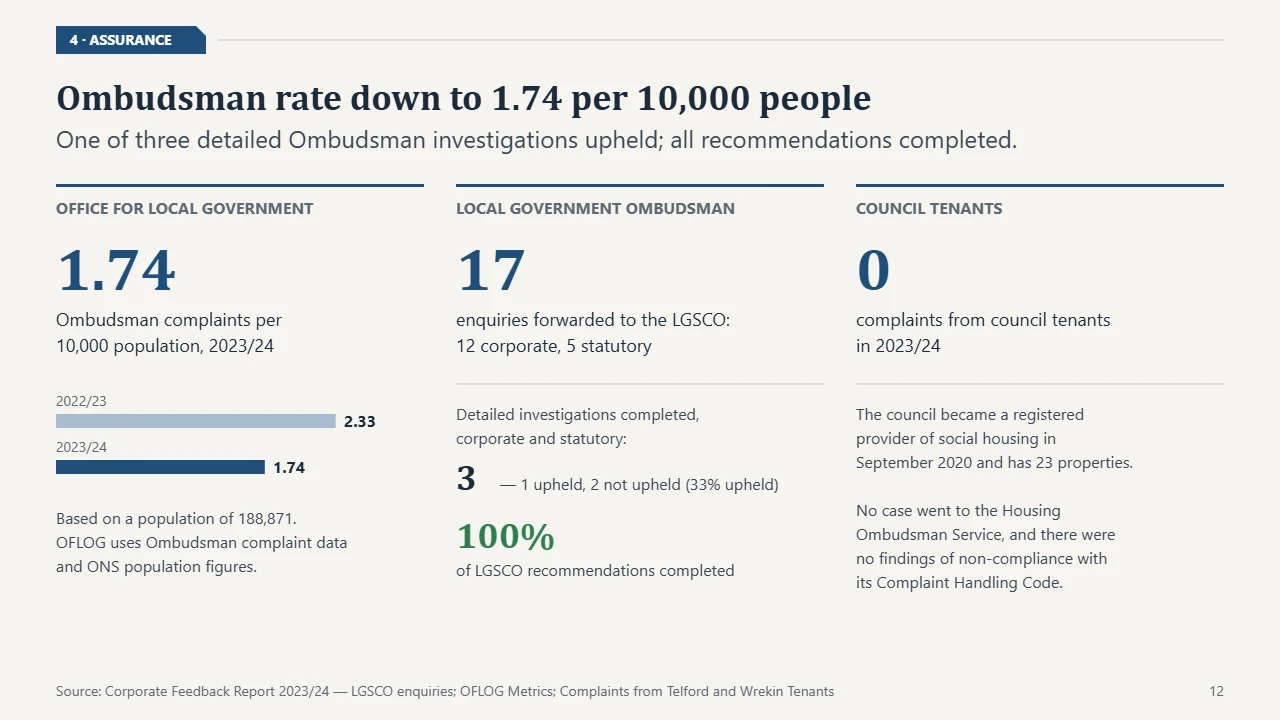 4 · ASSURANCE
Ombudsman rate down to 1.74 per 10,000 people
One of three detailed Ombudsman investigations upheld; all recommendations completed.
OFFICE FOR LOCAL GOVERNMENT
1.74
Ombudsman complaints per
10,000 population, 2023/24
2022/23
2.33
2023/24
1.74
Based on a population of 188,871.
OFLOG uses Ombudsman complaint data
and ONS population figures.
LOCAL GOVERNMENT OMBUDSMAN
17
enquiries forwarded to the LGSCO:
12 corporate, 5 statutory
Detailed investigations completed,
corporate and statutory:
3 — 1 upheld, 2 not upheld (33% upheld)
100%
of LGSCO recommendations completed
COUNCIL TENANTS
0
complaints from council tenants
in 2023/24
The council became a registered
provider of social housing in
September 2020 and has 23 properties.
No case went to the Housing
Ombudsman Service, and there were
no findings of non-compliance with
its Complaint Handling Code.
Source: Corporate Feedback Report 2023/24 — LGSCO enquiries; OFLOG Metrics; Complaints from Telford and Wrekin Tenants
12